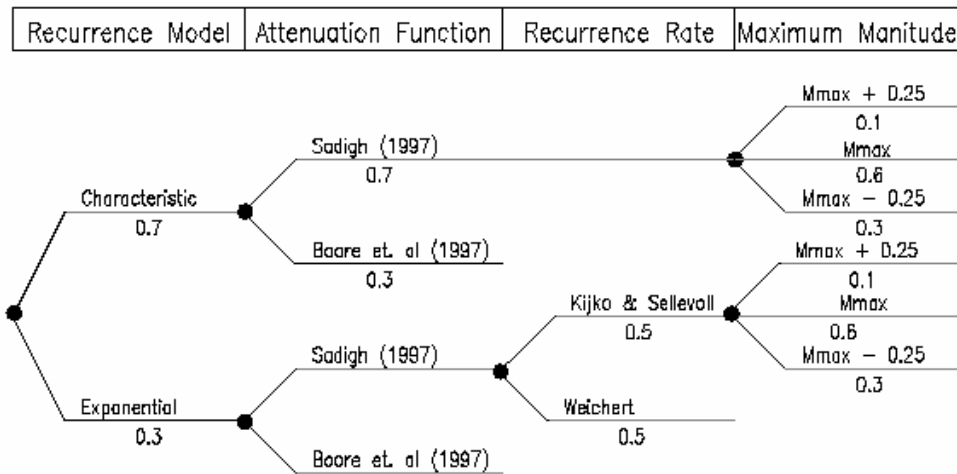 Recurrence Model Attenuation Function Recurrence Rate Maximum Manitude
Mmax + 0.25
0.1
Sadigh (1997)
0.7
Mmax
0.6
Characteristic
0.7
Mmax - 0.25
0.3
Boore et. al (1997)
0.3
Mmax + 0.25
0.1
Kijko & Sellevoll
0.5
Mmax
0.6
Sadigh (1997)
Mmax - 0.25
0.3
Exponential
0.3
Weichert
0.5
Boore et. al (1997)